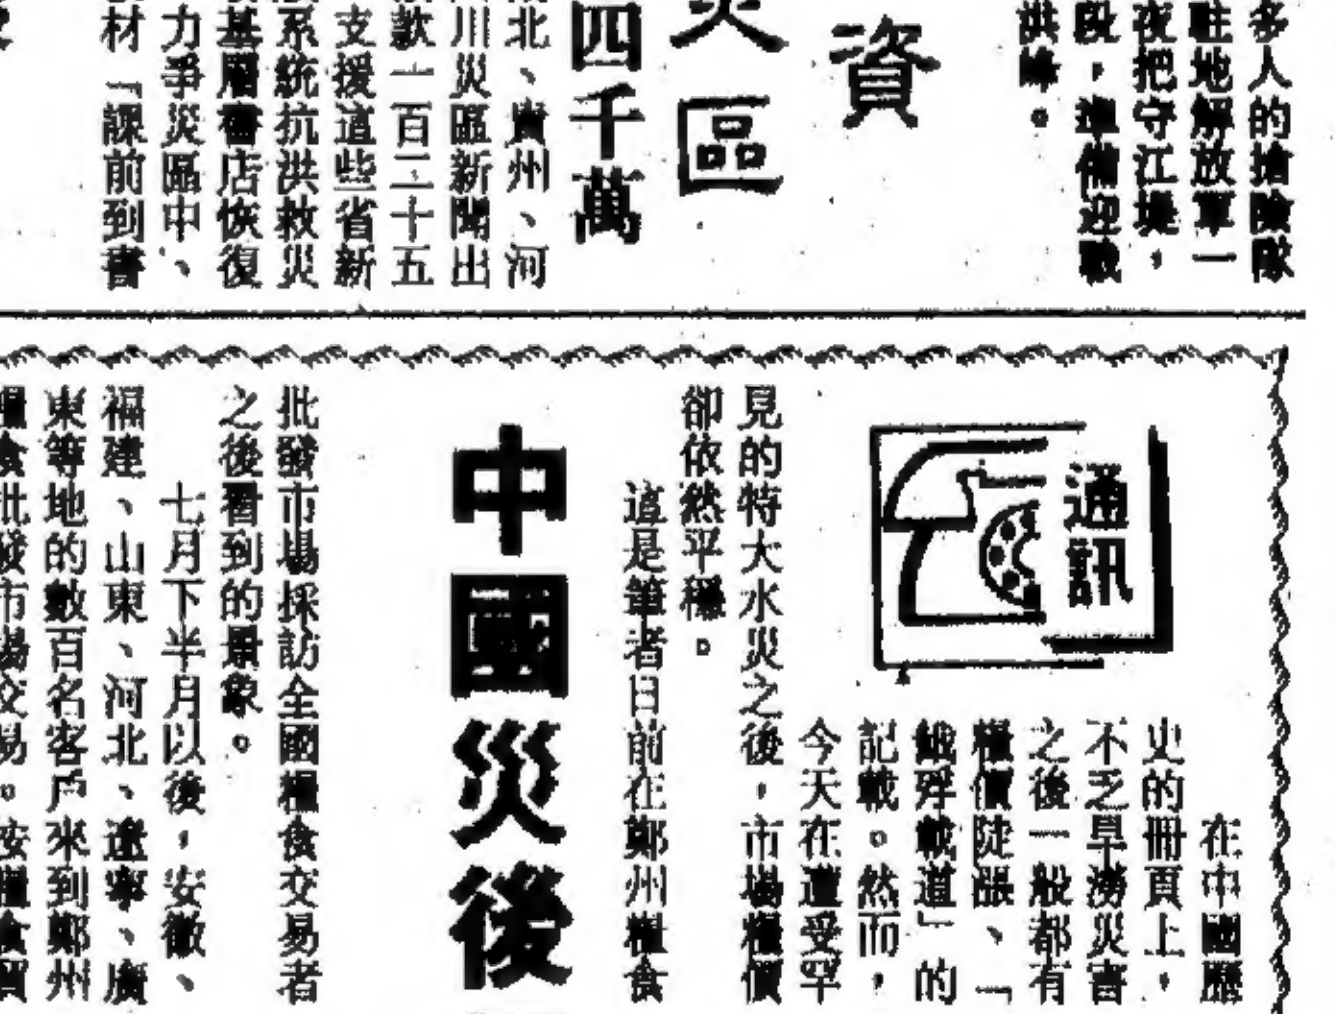 多人的搶險隊
駐地解放軍一
夜把守江堤，
段，準備迎戰
洪峰。
資
災區
四千萬
北、貴州、河
川災區新聞出
款一百二十五
支援這些省新
系統抗洪救災
基層書店恢復
力爭災區中、
材「課前到書
通訊
在中國歷
史的冊頁上，
不乏旱澇災害
之後一般都有
糧價陡漲、「
餓殍載道」的
記載。然而，
今天在遭受罕
見的特大水災之後，市場糧價
卻依然平穩。
這是筆者日前在鄭州糧食
中國災後
批發市場採訪全國糧食交易者
之後看到的景象。
七月下半月以後，安徽、
福建、山東、河北、遼寧、廣
東等地的數百名客戶來到鄭州
糧食批發市場交易。按糧食貿